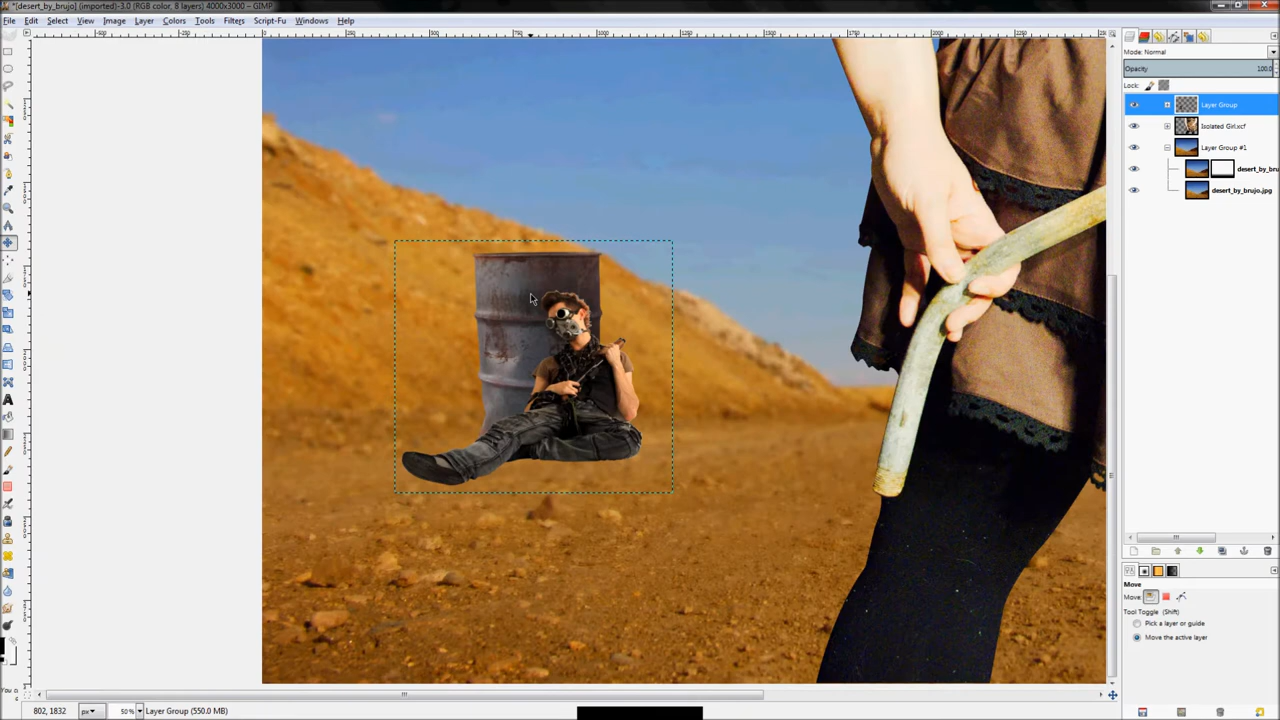 *[desert_by_brujo] (imported)-3.0 (RGB color, 8 layers) 4000x3000 – GIMP
File Edit Select View Image Layer Colors Tools Filters Script-Fu Windows Help
Mode: Normal
Opacity 100.0
Lock:
Layer Group
Isolated Girl.xcf
Layer Group #1
desert_by_bru
desert_by_brujo.jpg
Move
Move:
Tool Toggle (Shift)
Pick a layer or guide
Move the active layer
802, 1832 px 50% Layer Group (550.0 MB)